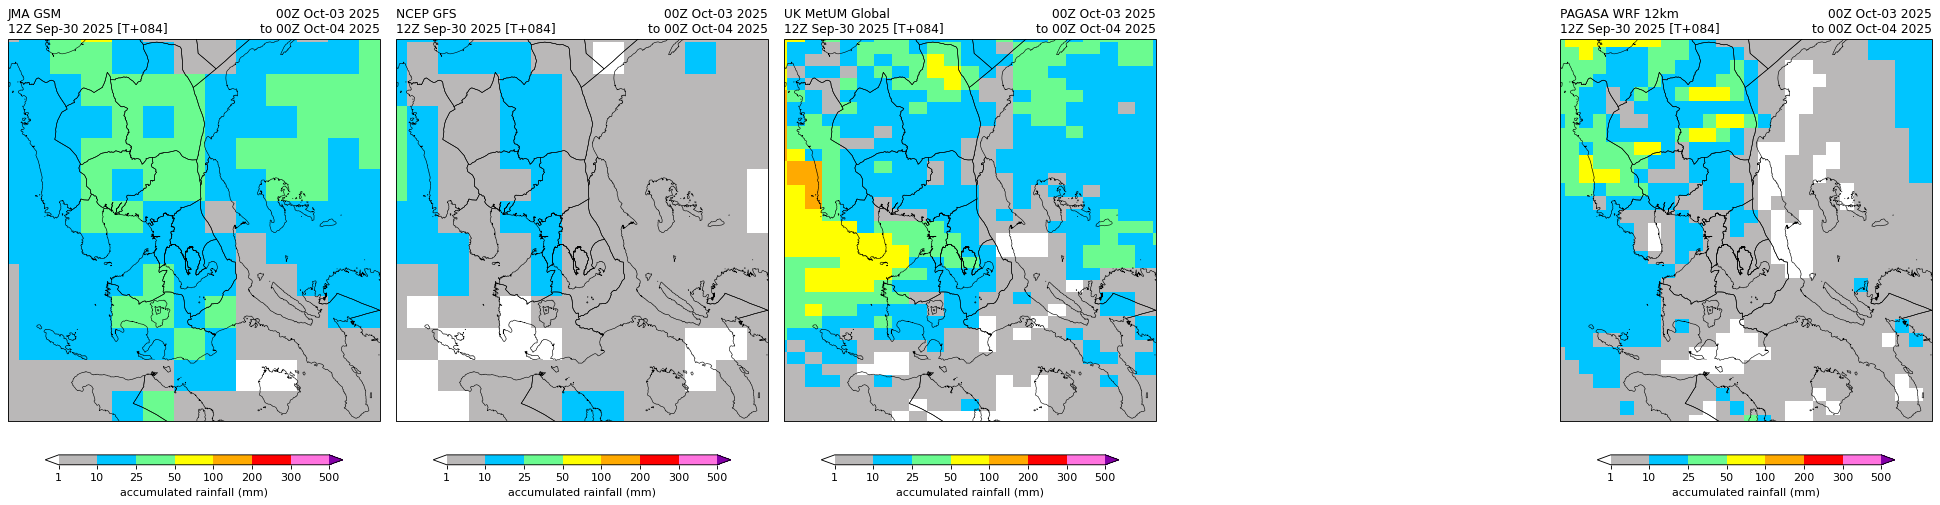 JMA GSM
00Z Oct-03 2025
12Z Sep-30 2025 [T+084]
to 00Z Oct-04 2025
1 10 25 50 100 200 300 500
accumulated rainfall (mm)
NCEP GFS
00Z Oct-03 2025
12Z Sep-30 2025 [T+084]
to 00Z Oct-04 2025
1 10 25 50 100 200 300 500
accumulated rainfall (mm)
UK MetUM Global
00Z Oct-03 2025
12Z Sep-30 2025 [T+084]
to 00Z Oct-04 2025
1 10 25 50 100 200 300 500
accumulated rainfall (mm)
PAGASA WRF 12km
00Z Oct-03 2025
12Z Sep-30 2025 [T+084]
to 00Z Oct-04 2025
1 10 25 50 100 200 300 500
accumulated rainfall (mm)